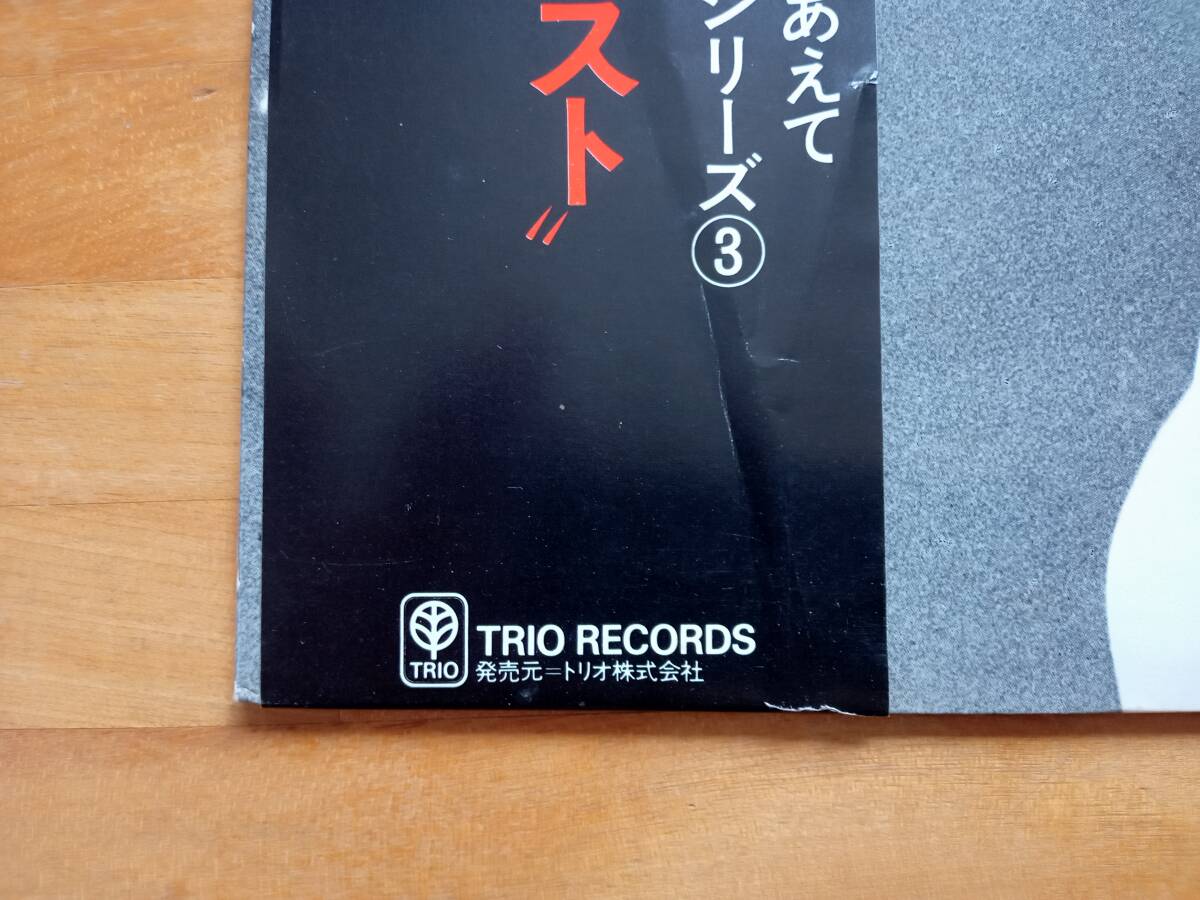 あえて
ンリーズ③
スト”
TRIO RECORDS
TRIO
発売元=トリオ株式会社